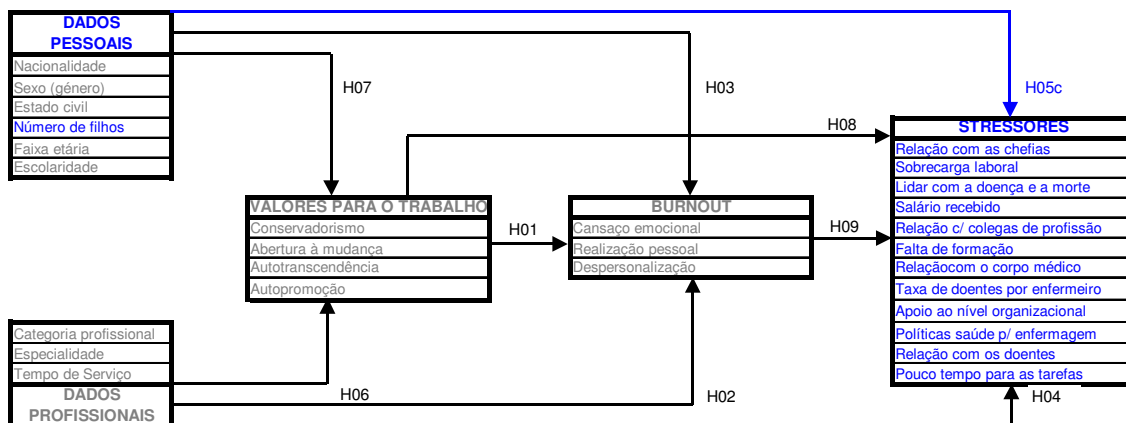 DADOS
PESSOAIS
Nacionalidade
Sexo (género)
Estado civil
Número de filhos
Faixa etária
Escolaridade
H07
H03
H05c
H08
STRESSORES
Relação com as chefias
Sobrecarga laboral
Lidar com a doença e a morte
Salário recebido
Relação c/ colegas de profissão
Falta de formação
Relaçãocom o corpo médico
Taxa de doentes por enfermeiro
Apoio ao nível organizacional
Políticas saúde p/ enfermagem
Relação com os doentes
Pouco tempo para as tarefas
VALORES PARA O TRABALHO
Conservadorismo
Abertura à mudança
Autotranscendência
Autopromoção
H01
BURNOUT
Cansaço emocional
Realização pessoal
Despersonalização
H09
Categoria profissional
Especialidade
Tempo de Serviço
DADOS
PROFISSIONAIS
H06
H02
H04